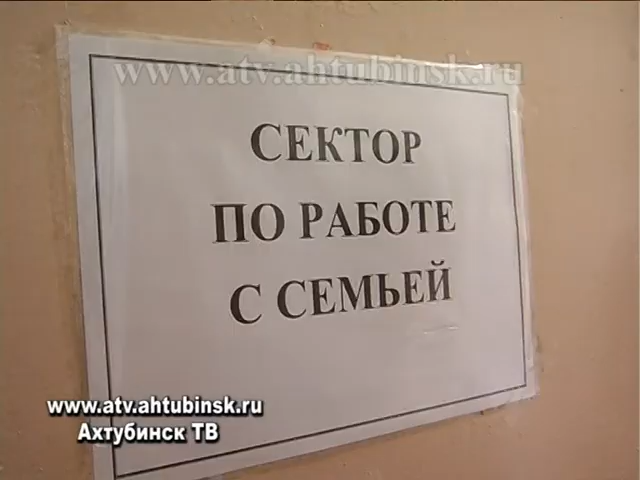 www.atv.ahtubinsk.ru
СЕКТОР
ПО РАБОТЕ
С СЕМЬЕЙ
www.atv.ahtubinsk.ru
Ахтубинск ТВ